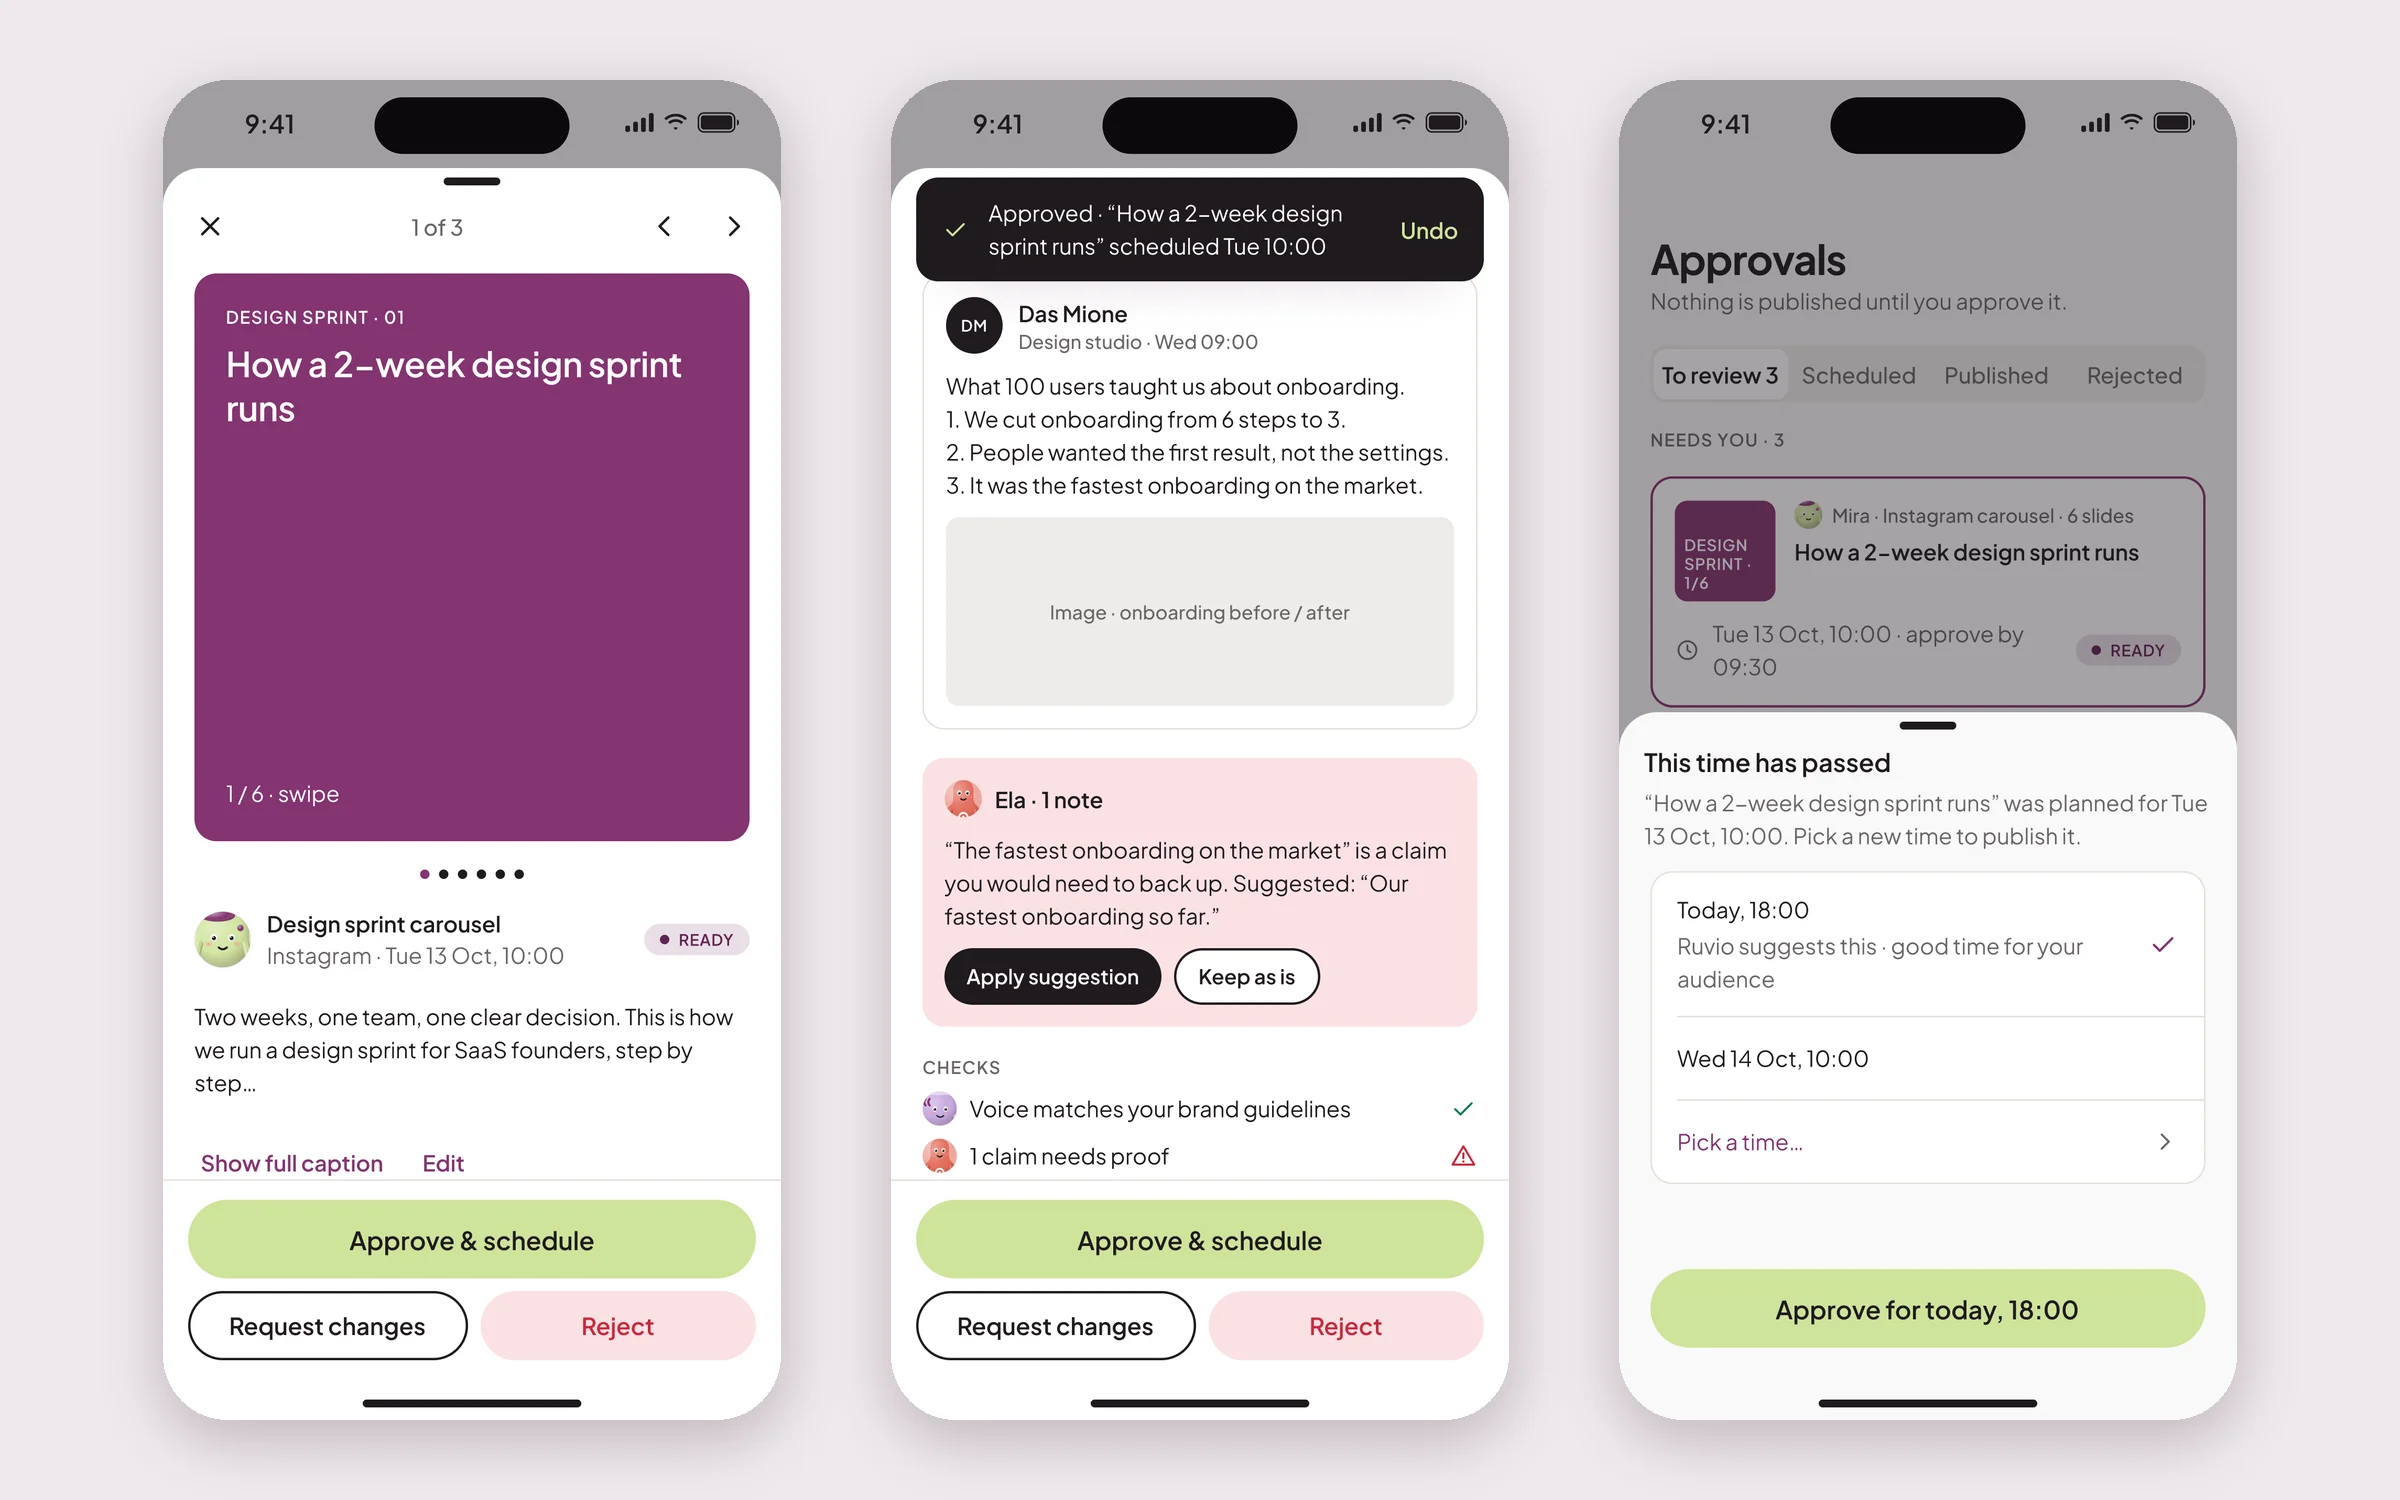 9:41
1 of 3
DESIGN SPRINT · 01
How a 2–week design sprint
runs
1 / 6 · swipe
Design sprint carousel
Instagram · Tue 13 Oct, 10:00
READY
Two weeks, one team, one clear decision. This is how
we run a design sprint for SaaS founders, step by
step...
Show full caption
Edit
Approve & schedule
Request changes
Reject
9:41
Approved · “How a 2–week design
sprint runs” scheduled Tue 10:00
Undo
DM
Das Mione
Design studio · Wed 09:00
What 100 users taught us about onboarding.
1. We cut onboarding from 6 steps to 3.
2. People wanted the first result, not the settings.
3. It was the fastest onboarding on the market.
Image · onboarding before / after
Ela · 1 note
“The fastest onboarding on the market” is a claim
you would need to back up. Suggested: “Our
fastest onboarding so far.”
Apply suggestion
Keep as is
CHECKS
Voice matches your brand guidelines
1 claim needs proof
Approve & schedule
Request changes
Reject
9:41
Approvals
Nothing is published until you approve it.
To review 3
Scheduled
Published
Rejected
NEEDS YOU · 3
DESIGN
SPRINT ·
1/6
Mira · Instagram carousel · 6 slides
How a 2–week design sprint runs
Tue 13 Oct, 10:00 · approve by
09:30
READY
This time has passed
“How a 2–week design sprint runs” was planned for Tue
13 Oct, 10:00. Pick a new time to publish it.
Today, 18:00
Ruvio suggests this · good time for your
audience
Wed 14 Oct, 10:00
Pick a time...
Approve for today, 18:00